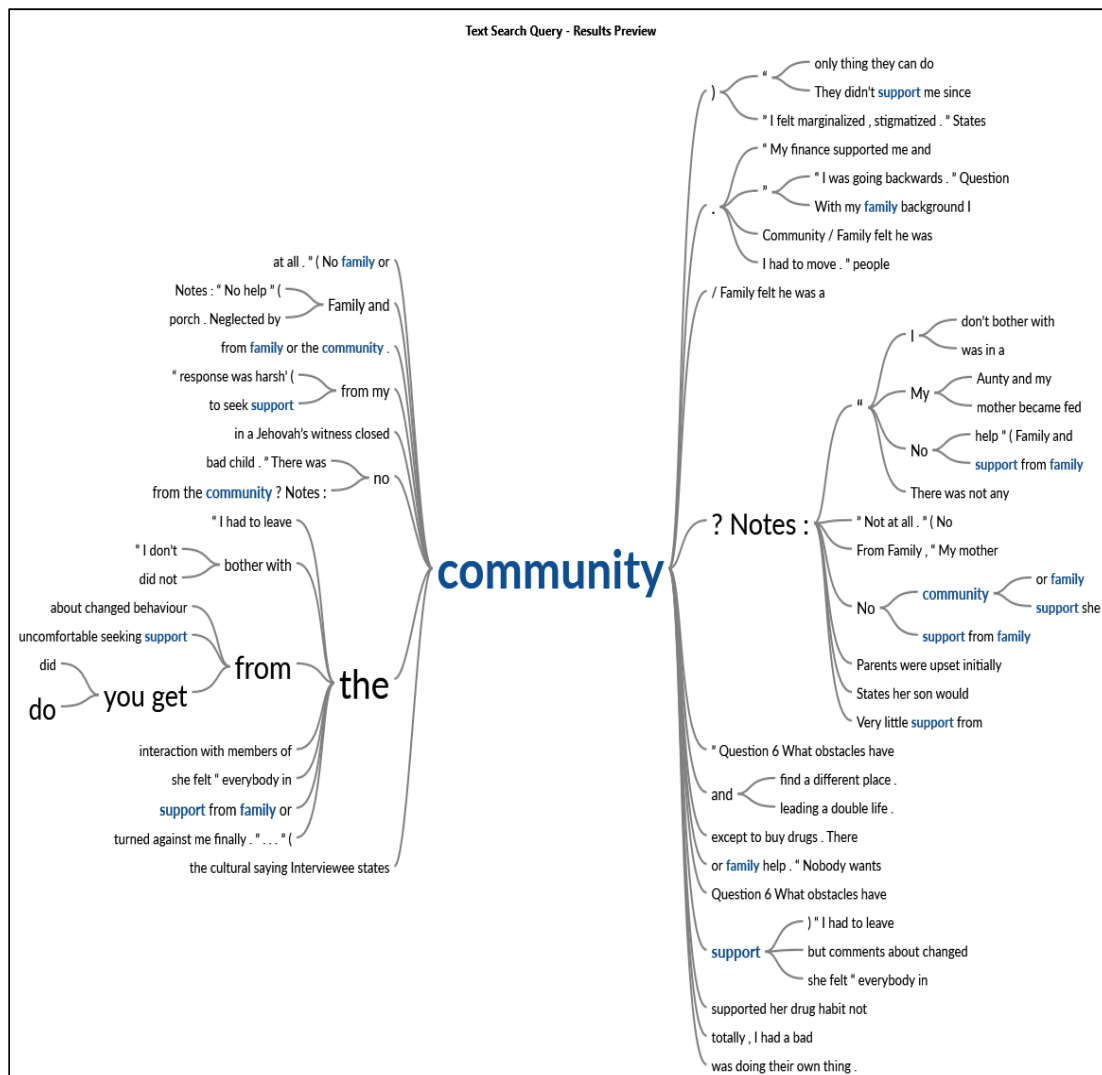 Text Search Query - Results Preview
at all . ” ( No family or
Notes : “ No help ” (
porch . Neglected by
Family and
from family or the community .
“ response was harsh’ (
to seek support
from my
in a Jehovah’s witness closed
bad child . ” There was
from the community ? Notes :
no
“ I had to leave
“ I don’t
did not
bother with
about changed behaviour
uncomfortable seeking support
did
do
you get
from
the
interaction with members of
she felt “ everybody in
support from family or
turned against me finally . ” . . . ” (
the cultural saying Interviewee states
community
)
“
only thing they can do
They didn’t support me since
” I felt marginalized , stigmatized . ” States
.
“ My finance supported me and
”
“ I was going backwards . ” Question
With my family background I
Community / Family felt he was
I had to move . ” people
/ Family felt he was a
? Notes :
“
I
don’t bother with
was in a
My
Aunty and my
mother became fed
No
help ” ( Family and
support from family
There was not any
” Not at all . ” ( No
From Family , “ My mother
No
community
or family
support she
support from family
Parents were upset initially
States her son would
Very little support from
” Question 6 What obstacles have
and
find a different place .
leading a double life .
except to buy drugs . There
or family help . “ Nobody wants
Question 6 What obstacles have
support
) “ I had to leave
but comments about changed
she felt “ everybody in
supported her drug habit not
totally , I had a bad
was doing their own thing .